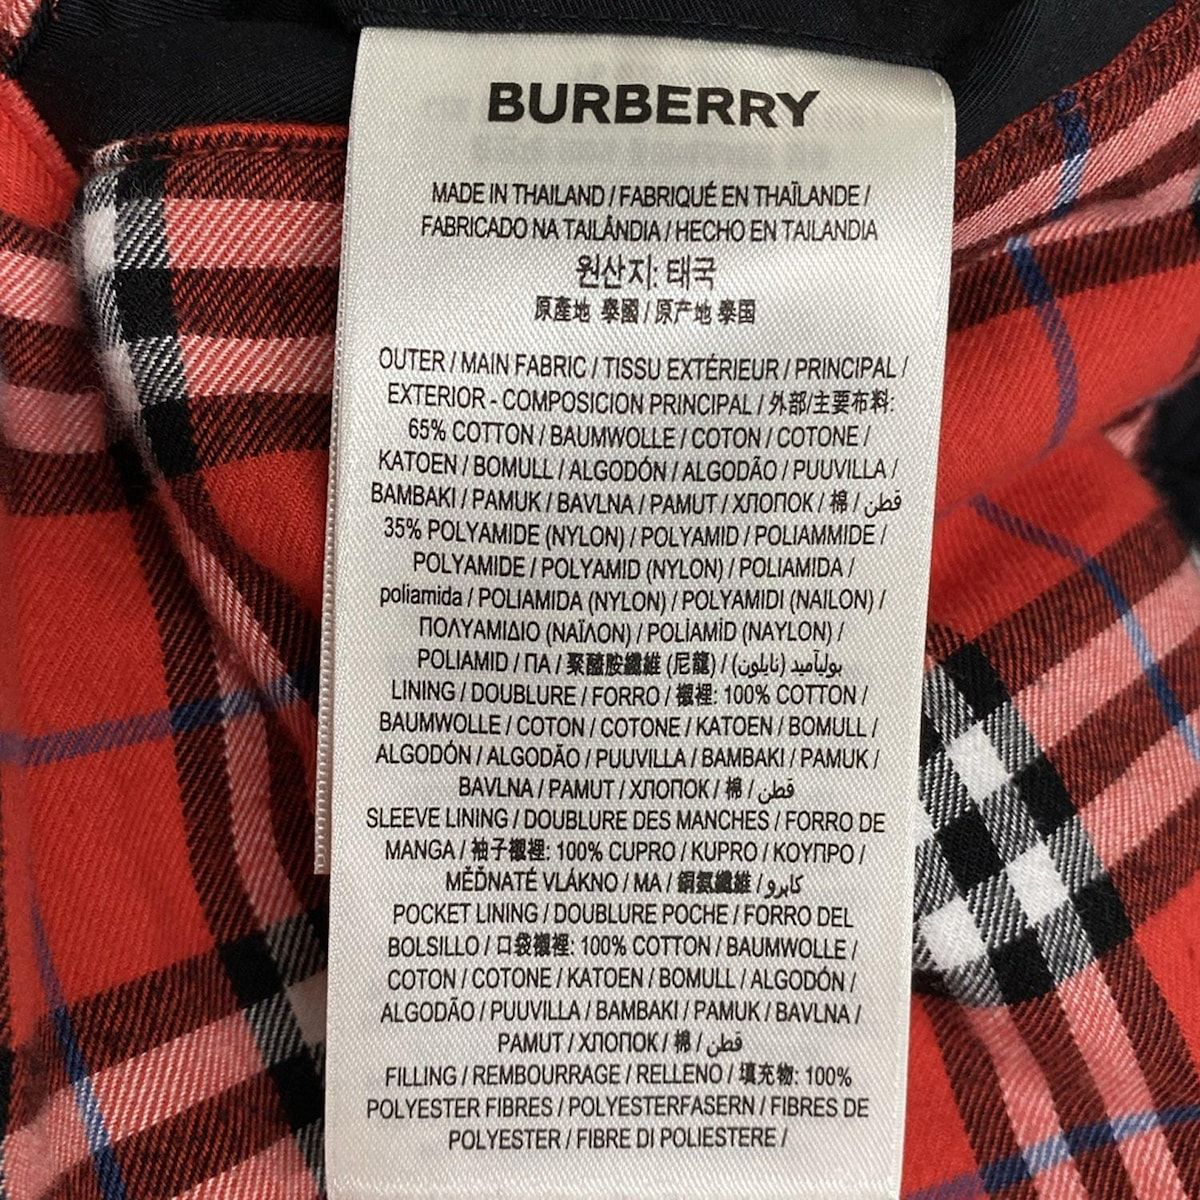 BURBERRY
MADE IN THAILAND / FABRIQUÉ EN THAÏLANDE /
FABRICADO NA TAILÂNDIA / HECHO EN TAILANDIA
원산지: 태국
原產地 泰國 / 原产地 泰国
OUTER / MAIN FABRIC / TISSU EXTÉRIEUR / PRINCIPAL /
EXTERIOR - COMPOSICION PRINCIPAL / 外部/主要布料:
65% COTTON / BAUMWOLLE / COTON / COTONE /
KATOEN / BOMULL / ALGODÓN / ALGODÃO / PUUVILLA /
BAMBAKI / PAMUK / BAVLNA / PAMUT / ХЛОПОК / 棉 / قطن
35% POLYAMIDE (NYLON) / POLYAMID / POLIAMMIDE /
POLYAMIDE / POLYAMID (NYLON) / POLIAMIDA /
poliamida / POLIAMIDA (NYLON) / POLYAMIDI (NAILON) /
ΠΟΛΥΑΜΙΔΙΟ (ΝΑΪΛΟΝ) / POLİAMİD (NAYLON) /
POLIAMID / ПА / 聚醯胺纖維 (尼龍) / بوليآميد (نايلون)
LINING / DOUBLURE / FORRO / 襯裡: 100% COTTON /
BAUMWOLLE / COTON / COTONE / KATOEN / BOMULL /
ALGODÓN / ALGODÃO / PUUVILLA / BAMBAKI / PAMUK /
BAVLNA / PAMUT / ХЛОПОК / 棉 / قطن
SLEEVE LINING / DOUBLURE DES MANCHES / FORRO DE
MANGA / 袖子襯裡: 100% CUPRO / KUPRO / ΚΟΥΠΡΟ /
MĚĎNATÉ VLÁKNO / МА / 銅氨纖維 / كابرو
POCKET LINING / DOUBLURE POCHE / FORRO DEL
BOLSILLO / 口袋襯裡: 100% COTTON / BAUMWOLLE /
COTON / COTONE / KATOEN / BOMULL / ALGODÓN /
ALGODÃO / PUUVILLA / BAMBAKI / PAMUK / BAVLNA /
PAMUT / ХЛОПОК / 棉 / قطن
FILLING / REMBOURRAGE / RELLENO / 填充物: 100%
POLYESTER FIBRES / POLYESTERFASERN / FIBRES DE
POLYESTER / FIBRE DI POLIESTERE /